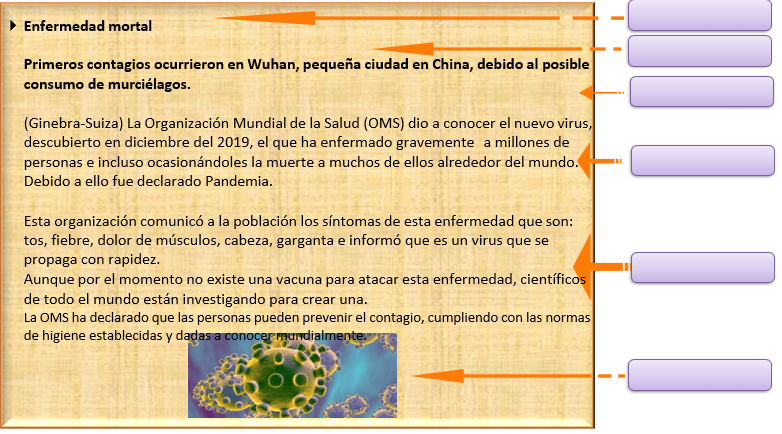 Enfermedad mortal
Primeros contagios ocurrieron en Wuhan, pequeña ciudad en China, debido al posible
consumo de murciélagos.
(Ginebra-Suiza) La Organización Mundial de la Salud (OMS) dio a conocer el nuevo virus,
descubierto en diciembre del 2019, el que ha enfermado gravemente a millones de
personas e incluso ocasionándoles la muerte a muchos de ellos alrededor del mundo.
Debido a ello fue declarado Pandemia.
Esta organización comunicó a la población los síntomas de esta enfermedad que son:
tos, fiebre, dolor de músculos, cabeza, garganta e informó que es un virus que se
propaga con rapidez.
Aunque por el momento no existe una vacuna para atacar esta enfermedad, científicos
de todo el mundo están investigando para crear una.
La OMS ha declarado que las personas pueden prevenir el contagio, cumpliendo con las normas
de higiene establecidas y dadas a conocer mundialmente.